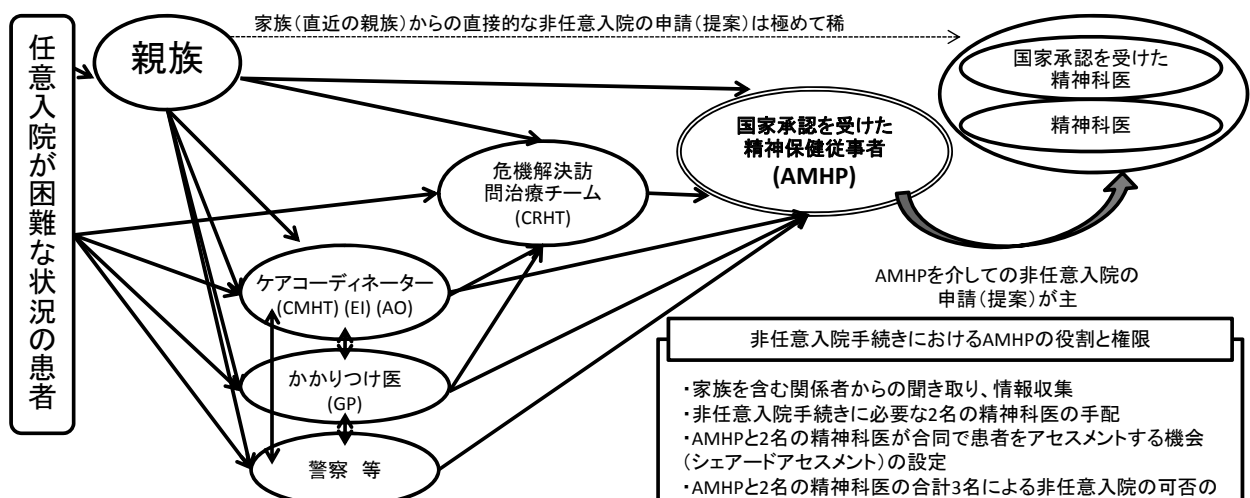 家族（直近の親族）からの直接的な非任意入院の申請（提案）は極めて稀
任意入院が困難な状況の患者
親族
国家承認を受けた
精神科医
精神科医
国家承認を受けた
精神保健従事者
(AMHP)
危機解決訪
問治療チーム
(CRHT)
ケアコーディネーター
(CMHT) (EI) (AO)
かかりつけ医
(GP)
警察　等
AMHPを介しての非任意入院の
申請（提案）が主
非任意入院手続きにおけるAMHPの役割と権限
・家族を含む関係者からの聞き取り、情報収集
・非任意入院手続きに必要な2名の精神科医の手配
・AMHPと2名の精神科医が合同で患者をアセスメントする機会
（シェアードアセスメント）の設定
・AMHPと2名の精神科医の合計3名による非任意入院の可否の